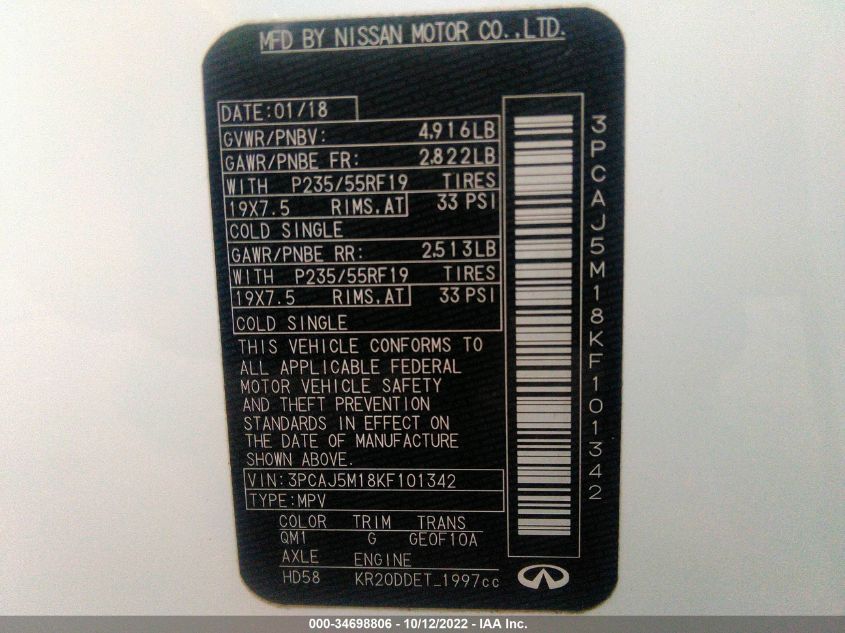 MFD BY NISSAN MOTOR CO.,LTD.
DATE:01/18
GVWR/PNBV: 4,916LB
GAWR/PNBE FR: 2,822LB
WITH P235/55RF19 TIRES
19X7.5 RIMS.AT 33 PSI
COLD SINGLE
GAWR/PNBE RR: 2,513LB
WITH P235/55RF19 TIRES
19X7.5 RIMS.AT 33 PSI
COLD SINGLE
THIS VEHICLE CONFORMS TO
ALL APPLICABLE FEDERAL
MOTOR VEHICLE SAFETY
AND THEFT PREVENTION
STANDARDS IN EFFECT ON
THE DATE OF MANUFACTURE
SHOWN ABOVE.
VIN:3PCAJ5M18KF101342
TYPE:MPV
COLOR TRIM TRANS
QM1 G GE0F10A
AXLE ENGINE
HD58 KR20DDET_1997cc
3PCAJ5M18KF101342
000-34698806 - 10/12/2022 - IAA Inc.